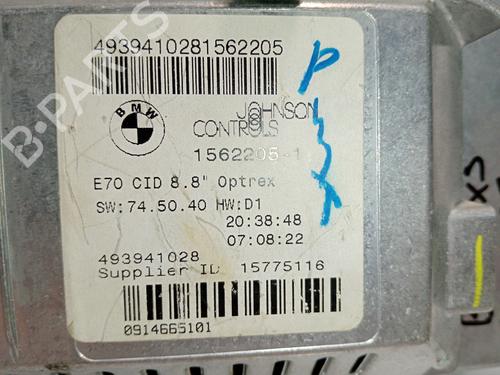 4939410281562205
BMW
JOHNSON
CONTROLS
1562205-1
E70 CID 8.8" Optrex
SW:74.50.40 HW:D1
20:38:48
07:08:22
493941028
Supplier ID 15775116
0914665101
B-PARTS